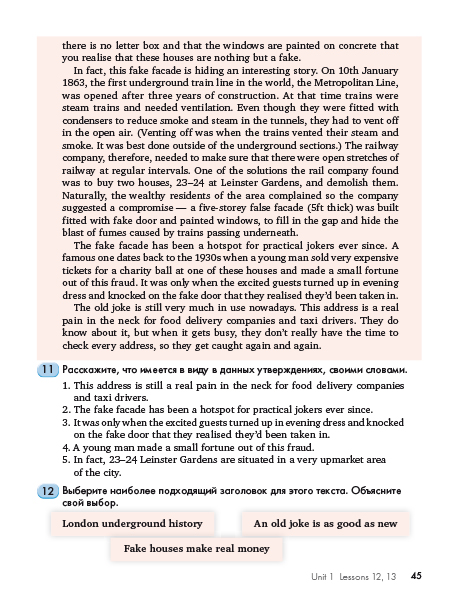 there is no letter box and that the windows are painted on concrete that
you realise that these houses are nothing but a fake.
In fact, this fake facade is hiding an interesting story. On 10th January
1863, the first underground train line in the world, the Metropolitan Line,
was opened after three years of construction. At that time trains were
steam trains and needed ventilation. Even though they were fitted with
condensers to reduce smoke and steam in the tunnels, they had to vent off
in the open air. (Venting off was when the trains vented their steam and
smoke. It was best done outside of the underground sections.) The railway
company, therefore, needed to make sure that there were open stretches of
railway at regular intervals. One of the solutions the rail company found
was to buy two houses, 23–24 at Leinster Gardens, and demolish them.
Naturally, the wealthy residents of the area complained so the company
suggested a compromise — a five-storey false facade (5ft thick) was built
fitted with fake door and painted windows, to fill in the gap and hide the
blast of fumes caused by trains passing underneath.
The fake facade has been a hotspot for practical jokers ever since. A
famous one dates back to the 1930s when a young man sold very expensive
tickets for a charity ball at one of these houses and made a small fortune
out of this fraud. It was only when the excited guests turned up in evening
dress and knocked on the fake door that they realised they'd been taken in.
The old joke is still very much in use nowadays. This address is a real
pain in the neck for food delivery companies and taxi drivers. They do
know about it, but when it gets busy, they don't really have the time to
check every address, so they get caught again and again.
11 Расскажите, что имеется в виду в данных утверждениях, своими словами.
1. This address is still a real pain in the neck for food delivery companies
and taxi drivers.
2. The fake facade has been a hotspot for practical jokers ever since.
3. It was only when the excited guests turned up in evening dress and knocked
on the fake door that they realised they'd been taken in.
4. A young man made a small fortune out of this fraud.
5. In fact, 23–24 Leinster Gardens are situated in a very upmarket area
of the city.
12 Выберите наиболее подходящий заголовок для этого текста. Объясните
свой выбор.
London underground history An old joke is as good as new
Fake houses make real money
Unit 1 Lessons 12, 13 45